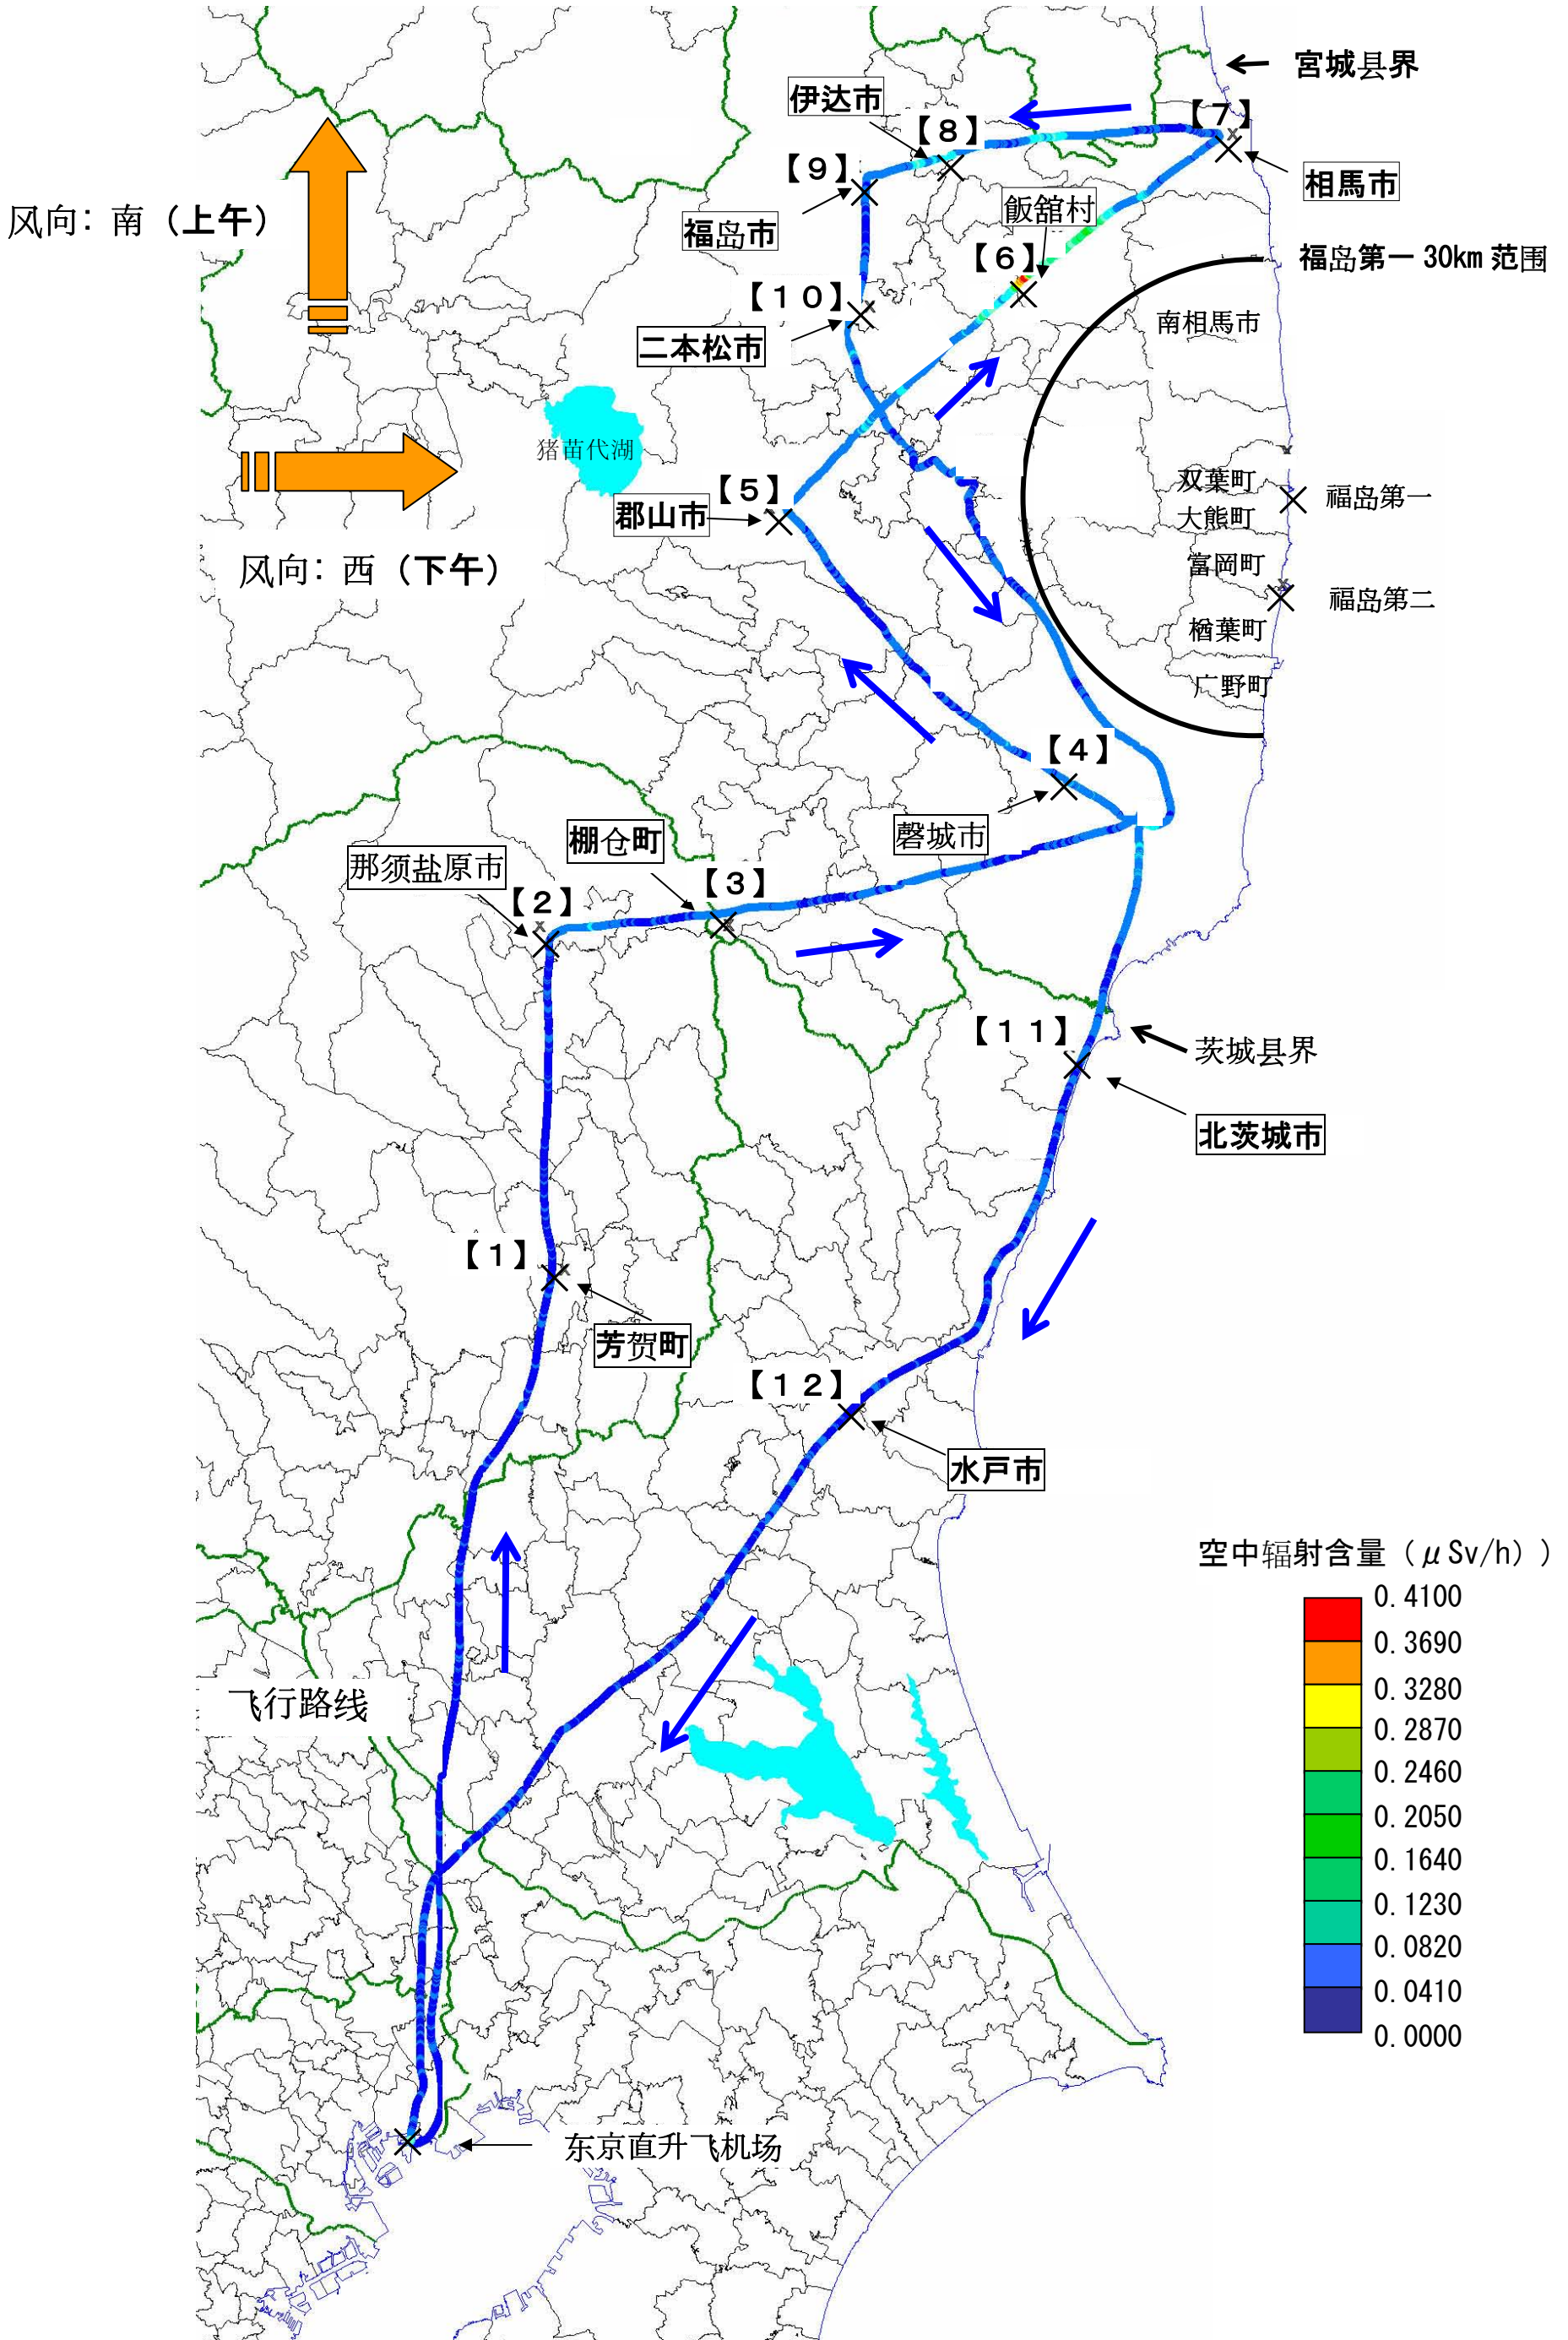 宮城县界
伊达市
【7】
【8】
【9】
相馬市
飯舘村
风向：南（上午）
福岛市
【6】
福岛第一 30km 范围
【10】
南相馬市
二本松市
猪苗代湖
双葉町
【5】
福岛第一
郡山市
大熊町
风向：西（下午）
富岡町
福岛第二
楢葉町
广野町
【4】
磬城市
棚仓町
那须盐原市
【3】
【2】
【11】
茨城县界
北茨城市
【1】
芳贺町
【12】
水戸市
空中辐射含量（μSv/h））
0.4100
0.3690
0.3280
0.2870
0.2460
0.2050
0.1640
0.1230
0.0820
0.0410
0.0000
飞行路线
东京直升飞机场